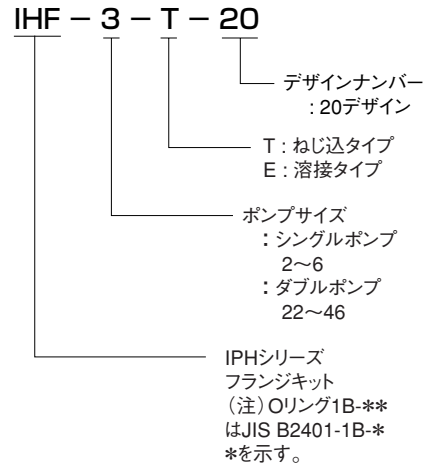 IHF − 3 − T − 20
デザインナンバー
: 20デザイン
T : ねじ込タイプ
E : 溶接タイプ
ポンプサイズ
：シングルポンプ
2〜6
：ダブルポンプ
22〜46
IPHシリーズ
フランジキット
（注）Oリング1B-**
はJIS B2401-1B-*
*を示す。